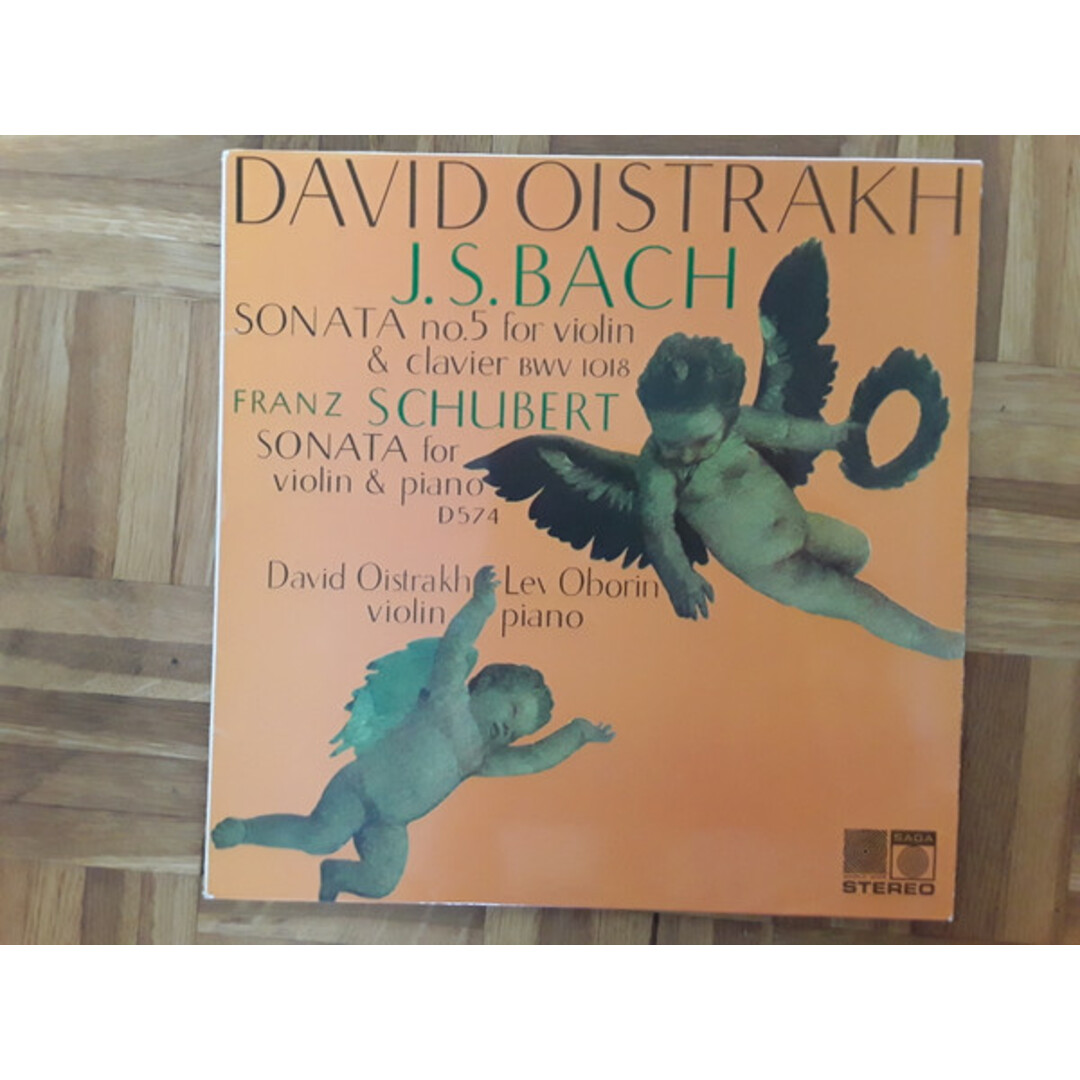 DAVID OISTRAKH
J.S.BACH
SONATA no.5 for violin
& clavier BWV 1018
FRANZ SCHUBERT
SONATA for
violin & piano
D574
David Oistrakh Lev Oborin
violin piano
SAGA
STEREO